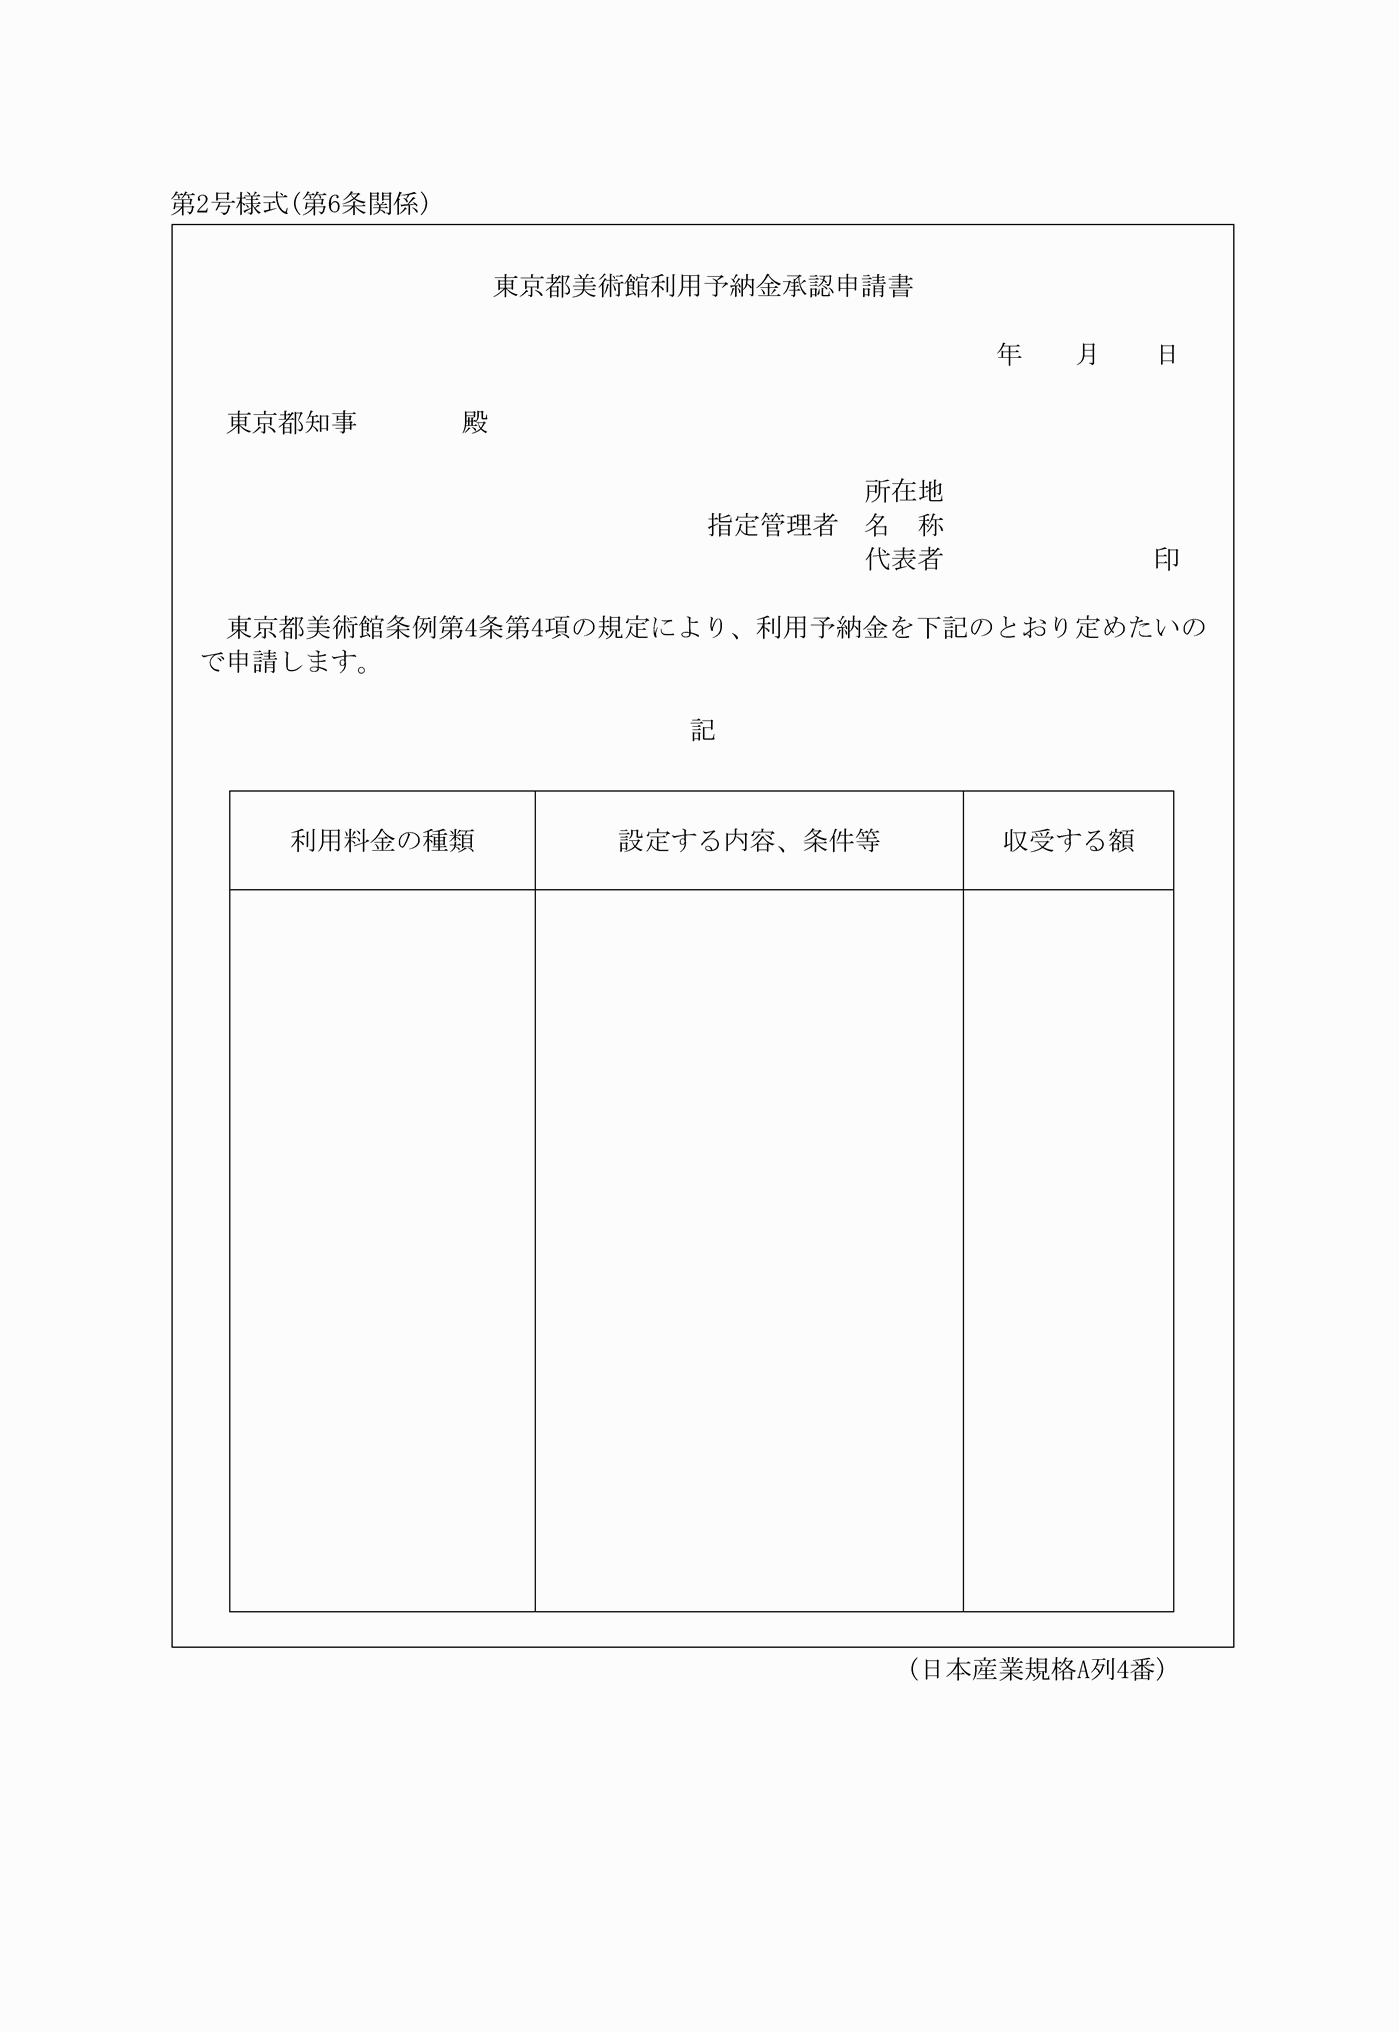 第2号様式(第6条関係)
東京都美術館利用予納金承認申請書
年　　月　　日
東京都知事　　　　殿
所在地
指定管理者　名　称
代表者　　　　　　　　印
東京都美術館条例第4条第4項の規定により、利用予納金を下記のとおり定めたいの
で申請します。
記
利用料金の種類　設定する内容、条件等　収受する額
(日本産業規格A列4番)